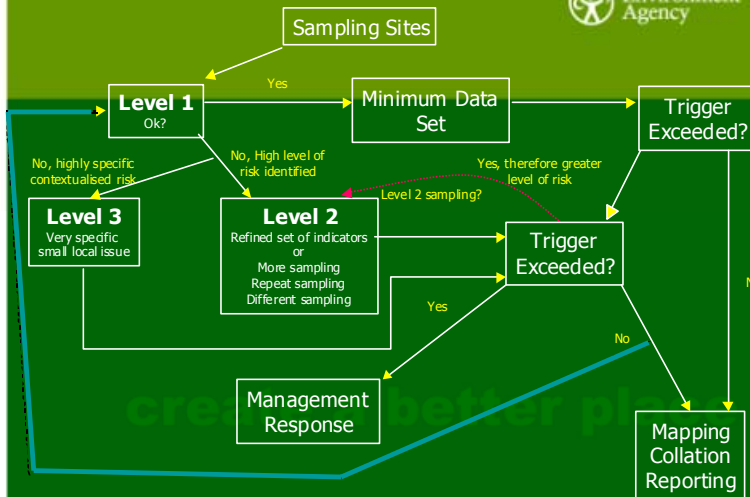 Agency
Sampling Sites
Yes
Level 1
Ok?
Minimum Data
Set
Trigger
Exceeded?
No, highly specific
contextualised risk
No, High level of
risk identified
Yes, therefore greater
level of risk
Level 2 sampling?
Level 3
Very specific
small local issue
Level 2
Refined set of indicators
or
More sampling
Repeat sampling
Different sampling
Trigger
Exceeded?
Yes
No
Management
Response
better
Mapping
Collation
Reporting